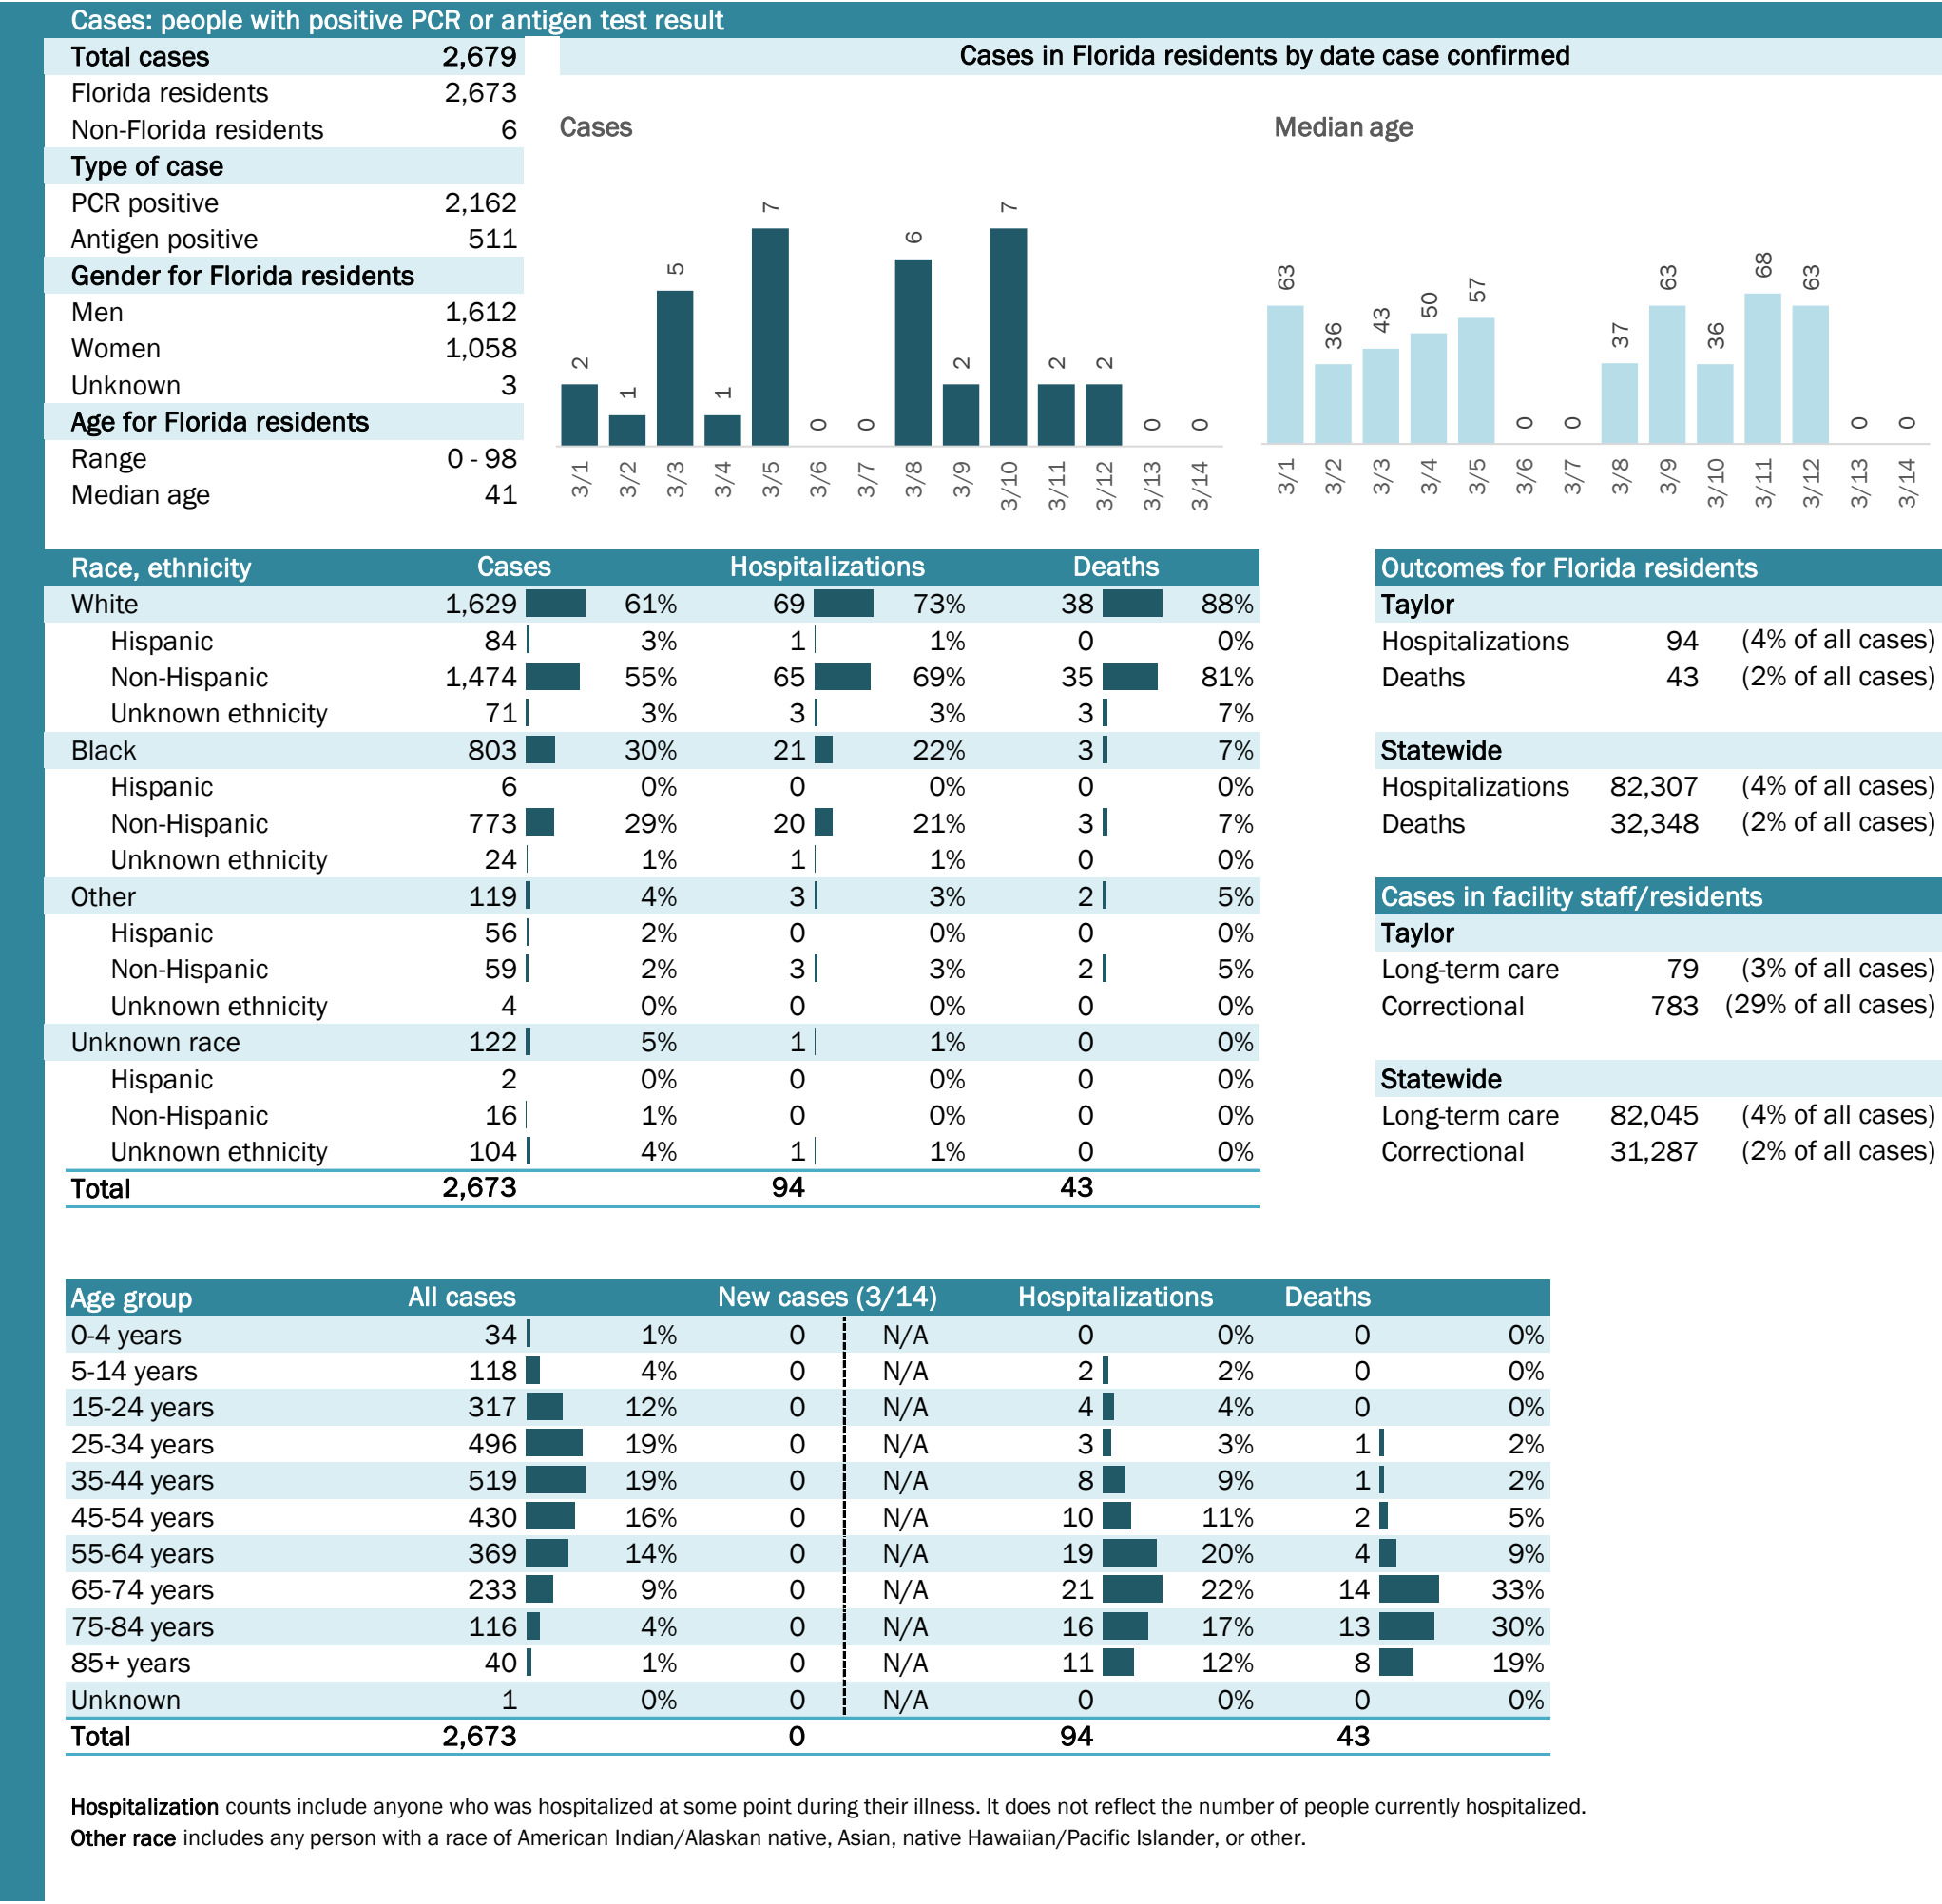 Cases: people with positive PCR or antigen test result
Total cases 2,679
Florida residents 2,673
Non-Florida residents 6
Type of case
PCR positive 2,162
Antigen positive 511
Gender for Florida residents
Men 1,612
Women 1,058
Unknown 3
Age for Florida residents
Range 0 - 98
Median age 41
Cases in Florida residents by date case confirmed
Cases
2 1 5 1 7 0 0 6 2 7 2 2 0 0
3/1 3/2 3/3 3/4 3/5 3/6 3/7 3/8 3/9 3/10 3/11 3/12 3/13 3/14
Median age
63 36 43 50 57 0 0 37 63 36 68 63 0 0
3/1 3/2 3/3 3/4 3/5 3/6 3/7 3/8 3/9 3/10 3/11 3/12 3/13 3/14
Race, ethnicity Cases Hospitalizations Deaths
White 1,629 61% 69 73% 38 88%
Hispanic 84 3% 1 1% 0 0%
Non-Hispanic 1,474 55% 65 69% 35 81%
Unknown ethnicity 71 3% 3 3% 3 7%
Black 803 30% 21 22% 3 7%
Hispanic 6 0% 0 0% 0 0%
Non-Hispanic 773 29% 20 21% 3 7%
Unknown ethnicity 24 1% 1 1% 0 0%
Other 119 4% 3 3% 2 5%
Hispanic 56 2% 0 0% 0 0%
Non-Hispanic 59 2% 3 3% 2 5%
Unknown ethnicity 4 0% 0 0% 0 0%
Unknown race 122 5% 1 1% 0 0%
Hispanic 2 0% 0 0% 0 0%
Non-Hispanic 16 1% 0 0% 0 0%
Unknown ethnicity 104 4% 1 1% 0 0%
Total 2,673 94 43
Outcomes for Florida residents
Taylor
Hospitalizations 94 (4% of all cases)
Deaths 43 (2% of all cases)
Statewide
Hospitalizations 82,307 (4% of all cases)
Deaths 32,348 (2% of all cases)
Cases in facility staff/residents
Taylor
Long-term care 79 (3% of all cases)
Correctional 783 (29% of all cases)
Statewide
Long-term care 82,045 (4% of all cases)
Correctional 31,287 (2% of all cases)
Age group All cases New cases (3/14) Hospitalizations Deaths
0-4 years 34 1% 0 N/A 0 0% 0 0%
5-14 years 118 4% 0 N/A 2 2% 0 0%
15-24 years 317 12% 0 N/A 4 4% 0 0%
25-34 years 496 19% 0 N/A 3 3% 1 2%
35-44 years 519 19% 0 N/A 8 9% 1 2%
45-54 years 430 16% 0 N/A 10 11% 2 5%
55-64 years 369 14% 0 N/A 19 20% 4 9%
65-74 years 233 9% 0 N/A 21 22% 14 33%
75-84 years 116 4% 0 N/A 16 17% 13 30%
85+ years 40 1% 0 N/A 11 12% 8 19%
Unknown 1 0% 0 N/A 0 0% 0 0%
Total 2,673 0 94 43
Hospitalization counts include anyone who was hospitalized at some point during their illness. It does not reflect the number of people currently hospitalized.
Other race includes any person with a race of American Indian/Alaskan native, Asian, native Hawaiian/Pacific Islander, or other.